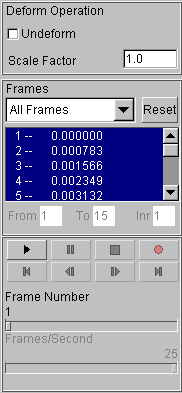 Deform Operation
Undeform
Scale Factor 1.0
Frames
All Frames Reset
1 -- 0.000000
2 -- 0.000783
3 -- 0.001566
4 -- 0.002349
5 -- 0.003132
From 1 To 15 Inr 1
Frame Number
1
Frames/Second
25